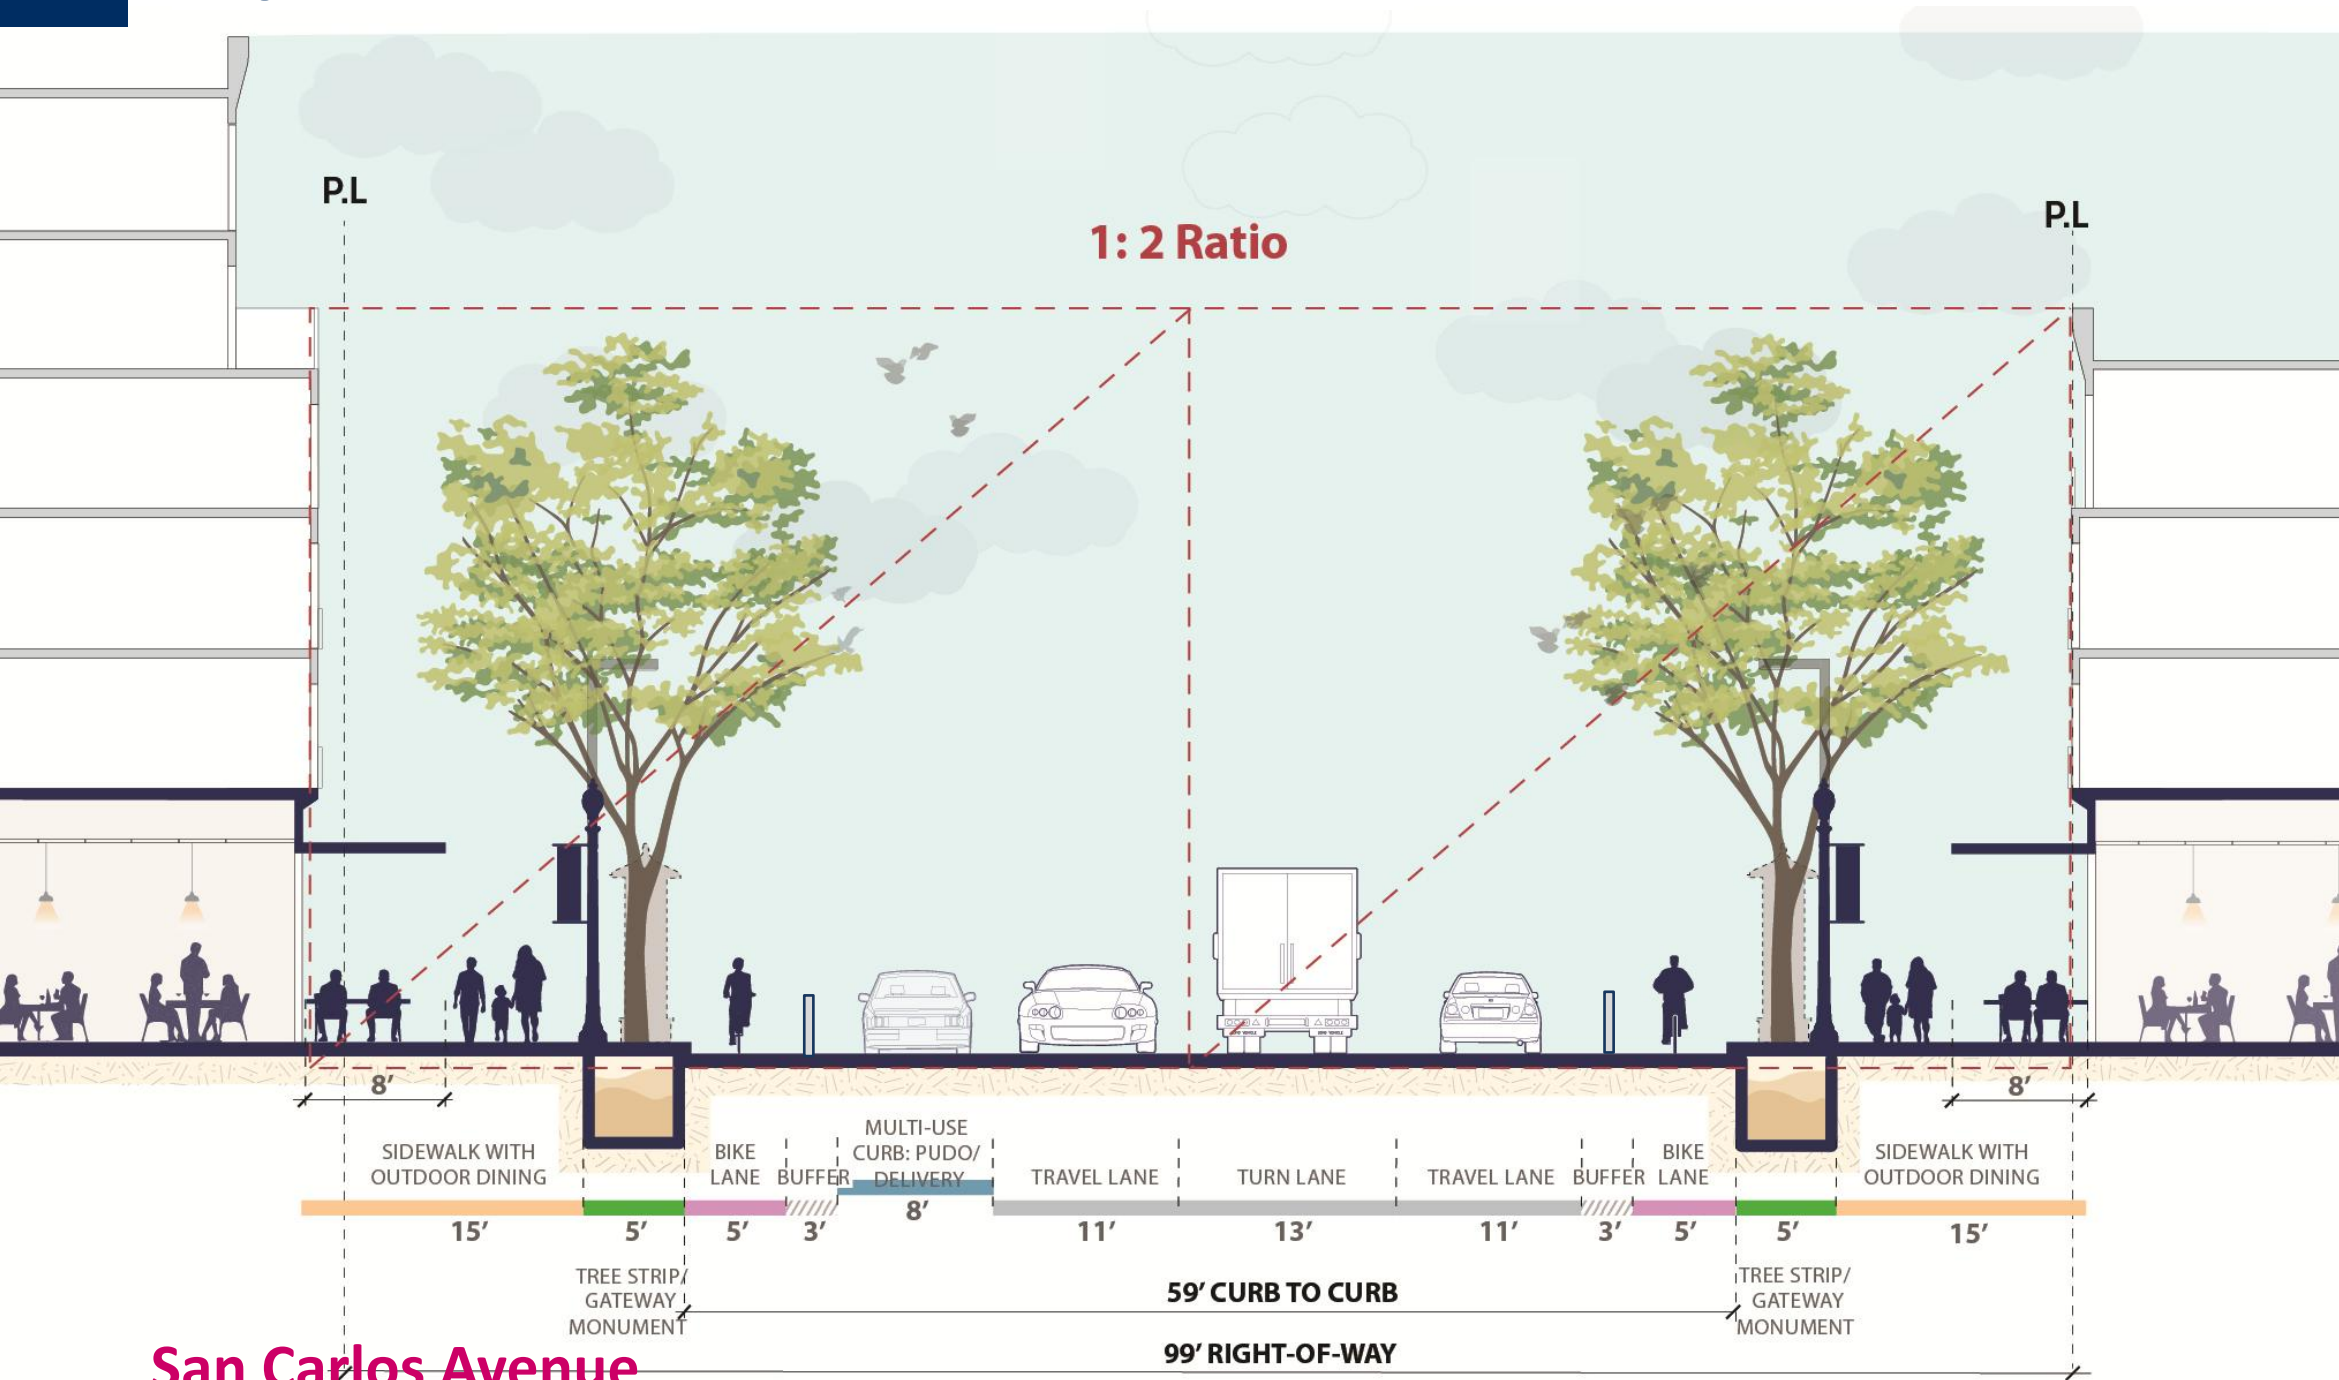 P.L
P.L
1: 2 Ratio
8’
8’
SIDEWALK WITH
OUTDOOR DINING
BIKE
LANE
BUFFER
MULTI-USE
CURB: PUDO/
DELIVERY
TRAVEL LANE
TURN LANE
TRAVEL LANE
BUFFER
BIKE
LANE
SIDEWALK WITH
OUTDOOR DINING
15’
5’
5’
3’
8’
11’
13’
11’
3’
5’
5’
15’
TREE STRIP/
GATEWAY
MONUMENT
59’ CURB TO CURB
TREE STRIP/
GATEWAY
MONUMENT
99’ RIGHT-OF-WAY
San Carlos Avenue